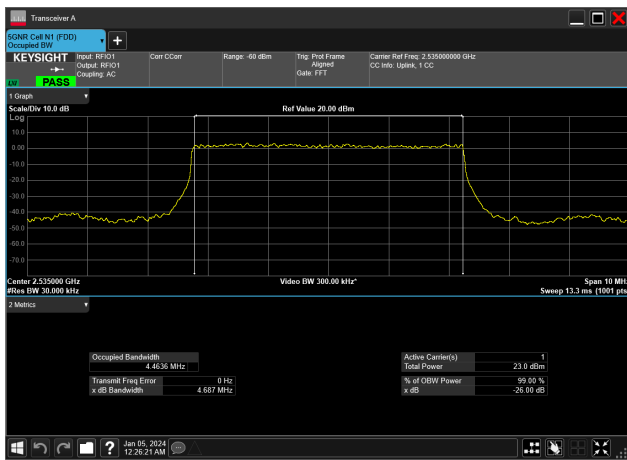 Transceiver A
5GNR Cell N1 (FDD)
Occupied BW
KEYSIGHT
Input: RFIO1
Output: RFIO1
Coupling: AC
Corr CCorr
Range: -60 dBm
Trig: Prot Frame
Aligned
Gate: FFT
Carrier Ref Freq: 2.535000000 GHz
CC Info: Uplink, 1 CC
PASS
1 Graph
Scale/Div 10.0 dB
Ref Value 20.00 dBm
Log
10.0
0.00
-10.0
-20.0
-30.0
-40.0
-50.0
-60.0
-70.0
Center 2.535000 GHz
Video BW 300.00 kHz*
Span 10 MHz
#Res BW 30.000 kHz
Sweep 13.3 ms (1001 pts
2 Metrics
Occupied Bandwidth
4.4636 MHz
Active Carrier(s) 1
Total Power 23.0 dBm
Transmit Freq Error 0 Hz
x dB Bandwidth 4.687 MHz
% of OBW Power 99.00 %
x dB -26.00 dB
?
Jan 05, 2024
12:26:21 AM